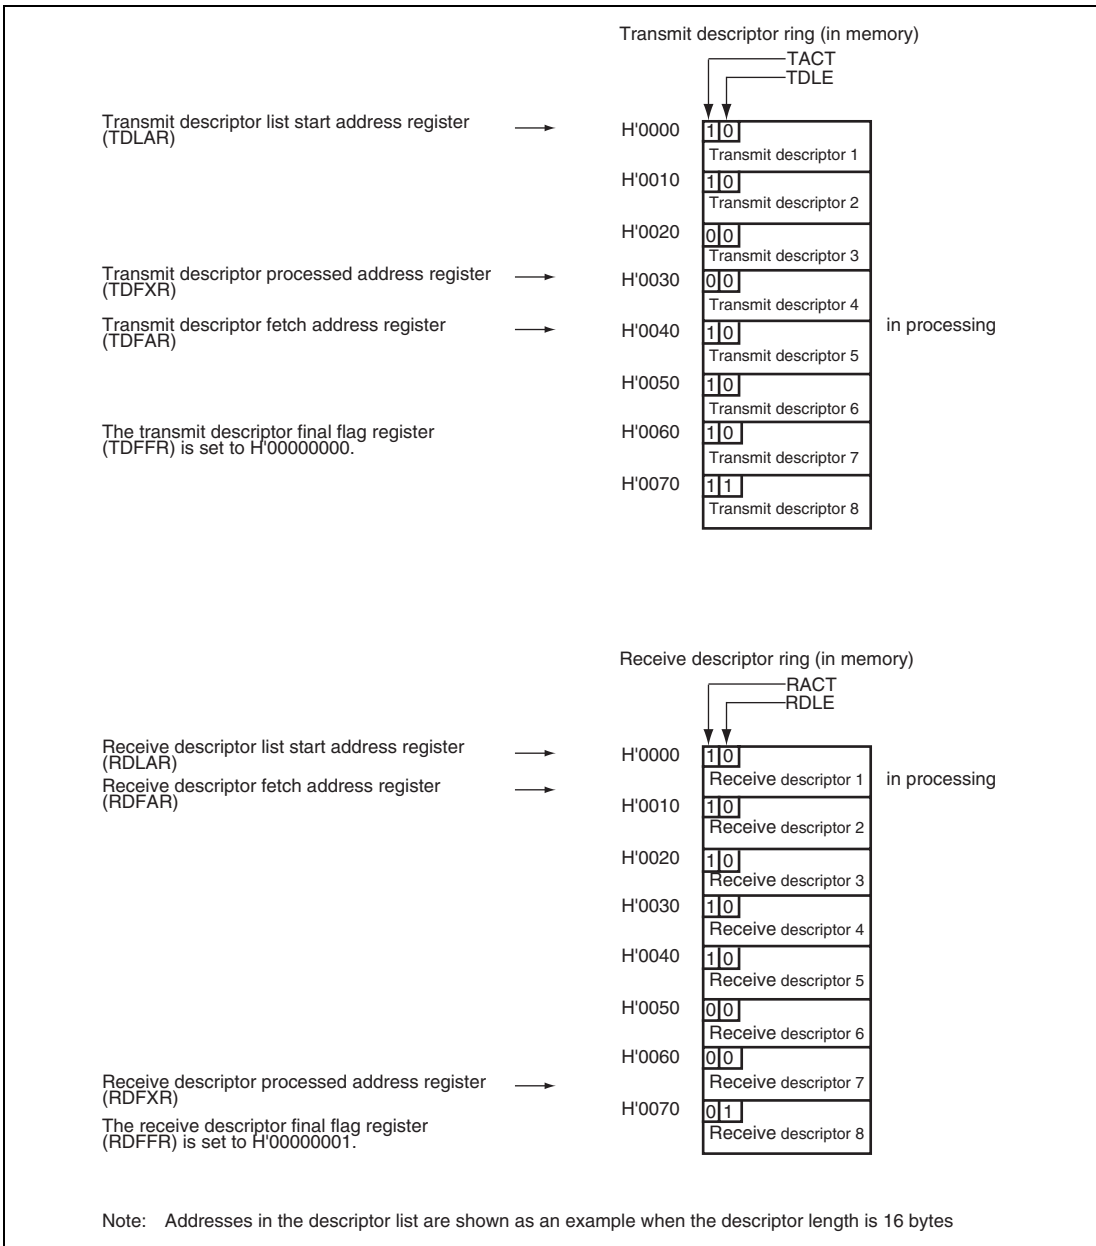 Transmit descriptor ring (in memory)
TACT
TDLE
Transmit descriptor list start address register
(TDLAR)
H'0000
1 0
Transmit descriptor 1
H'0010
1 0
Transmit descriptor 2
H'0020
0 0
Transmit descriptor 3
Transmit descriptor processed address register
(TDFXR)
H'0030
0 0
Transmit descriptor 4
Transmit descriptor fetch address register
(TDFAR)
H'0040
1 0
Transmit descriptor 5
in processing
H'0050
1 0
Transmit descriptor 6
The transmit descriptor final flag register
(TDFFR) is set to H'00000000.
H'0060
1 0
Transmit descriptor 7
H'0070
1 1
Transmit descriptor 8
Receive descriptor ring (in memory)
RACT
RDLE
Receive descriptor list start address register
(RDLAR)
H'0000
1 0
Receive descriptor 1
in processing
Receive descriptor fetch address register
(RDFAR)
H'0010
1 0
Receive descriptor 2
H'0020
1 0
Receive descriptor 3
H'0030
1 0
Receive descriptor 4
H'0040
1 0
Receive descriptor 5
H'0050
0 0
Receive descriptor 6
H'0060
0 0
Receive descriptor 7
Receive descriptor processed address register
(RDFXR)
H'0070
0 1
Receive descriptor 8
The receive descriptor final flag register
(RDFFR) is set to H'00000001.
Note: Addresses in the descriptor list are shown as an example when the descriptor length is 16 bytes